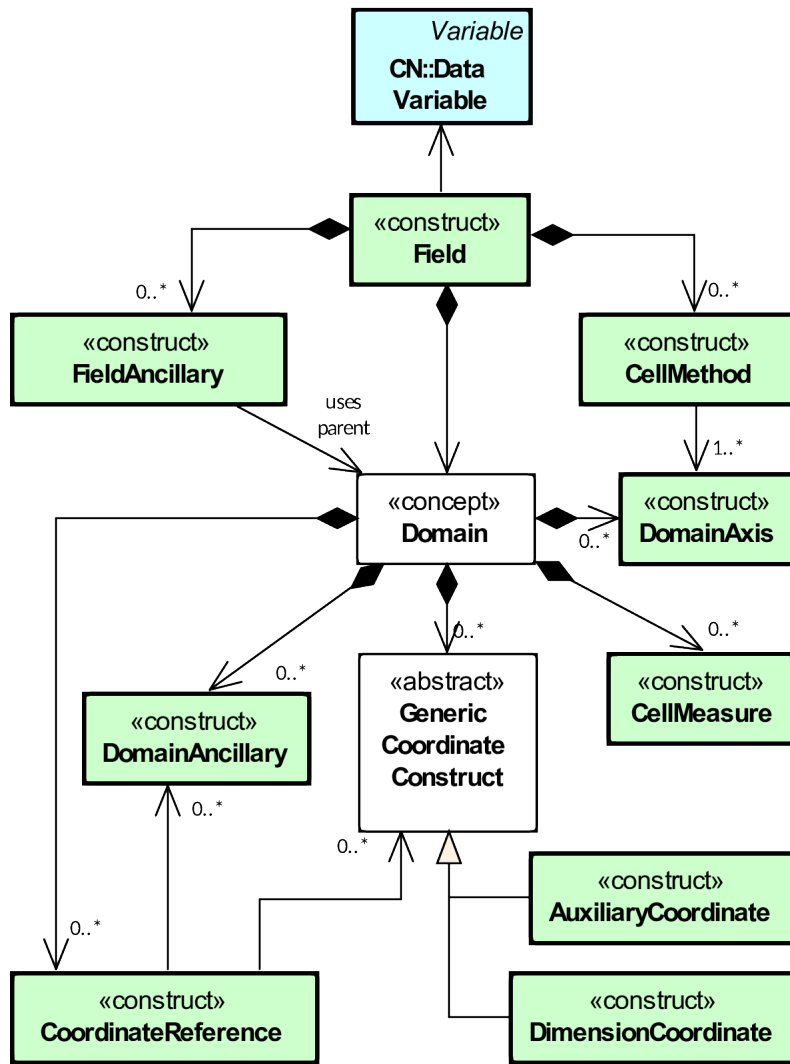 Variable
CN::Data
Variable
«construct»
Field
0..*
0..*
«construct»
FieldAncillary
«construct»
CellMethod
uses
parent
1..*
«concept»
Domain
0..*
«construct»
DomainAxis
0..*
0..*
0..*
«abstract»
Generic
Coordinate
Construct
«construct»
CellMeasure
«construct»
DomainAncillary
0..*
0..*
«construct»
AuxiliaryCoordinate
0..*
«construct»
CoordinateReference
«construct»
DimensionCoordinate